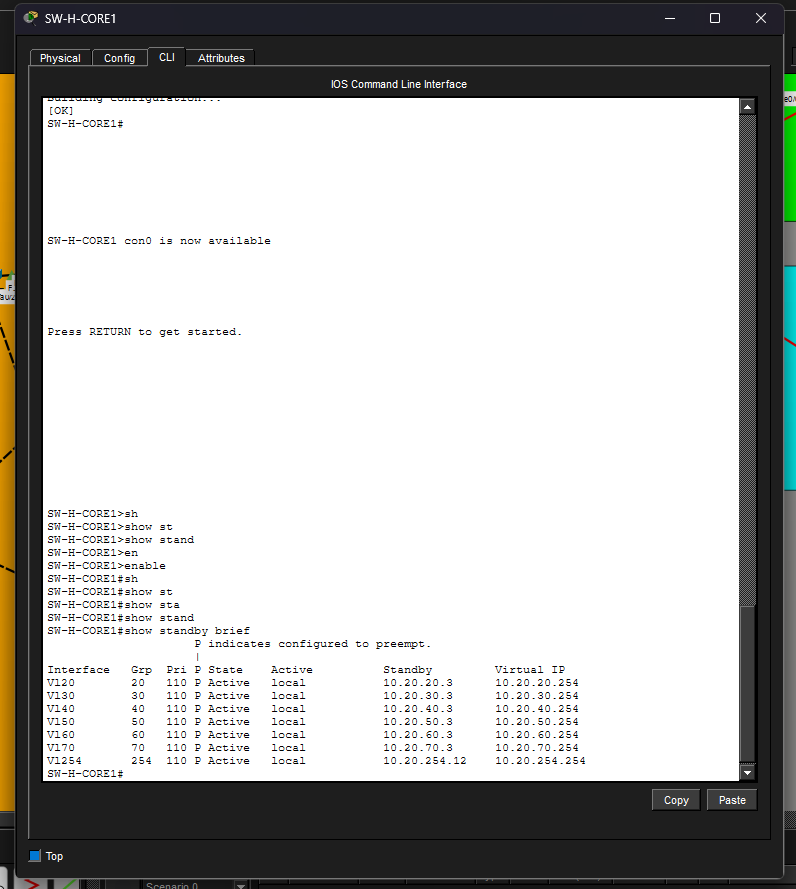 SW-H-CORE1
Physical Config CLI Attributes
IOS Command Line Interface
Building configuration...
[OK]
SW-H-CORE1#
SW-H-CORE1 con0 is now available
Press RETURN to get started.
SW-H-CORE1>sh
SW-H-CORE1>show st
SW-H-CORE1>show stand
SW-H-CORE1>en
SW-H-CORE1>enable
SW-H-CORE1#sh
SW-H-CORE1#show st
SW-H-CORE1#show sta
SW-H-CORE1#show stand
SW-H-CORE1#show standby brief
P indicates configured to preempt.
|
Interface Grp Pri P State Active Standby Virtual IP
Vl20 20 110 P Active local 10.20.20.3 10.20.20.254
Vl30 30 110 P Active local 10.20.30.3 10.20.30.254
Vl40 40 110 P Active local 10.20.40.3 10.20.40.254
Vl50 50 110 P Active local 10.20.50.3 10.20.50.254
Vl60 60 110 P Active local 10.20.60.3 10.20.60.254
Vl70 70 110 P Active local 10.20.70.3 10.20.70.254
Vl254 254 110 P Active local 10.20.254.12 10.20.254.254
SW-H-CORE1#
Copy Paste
Top
Scenario 0